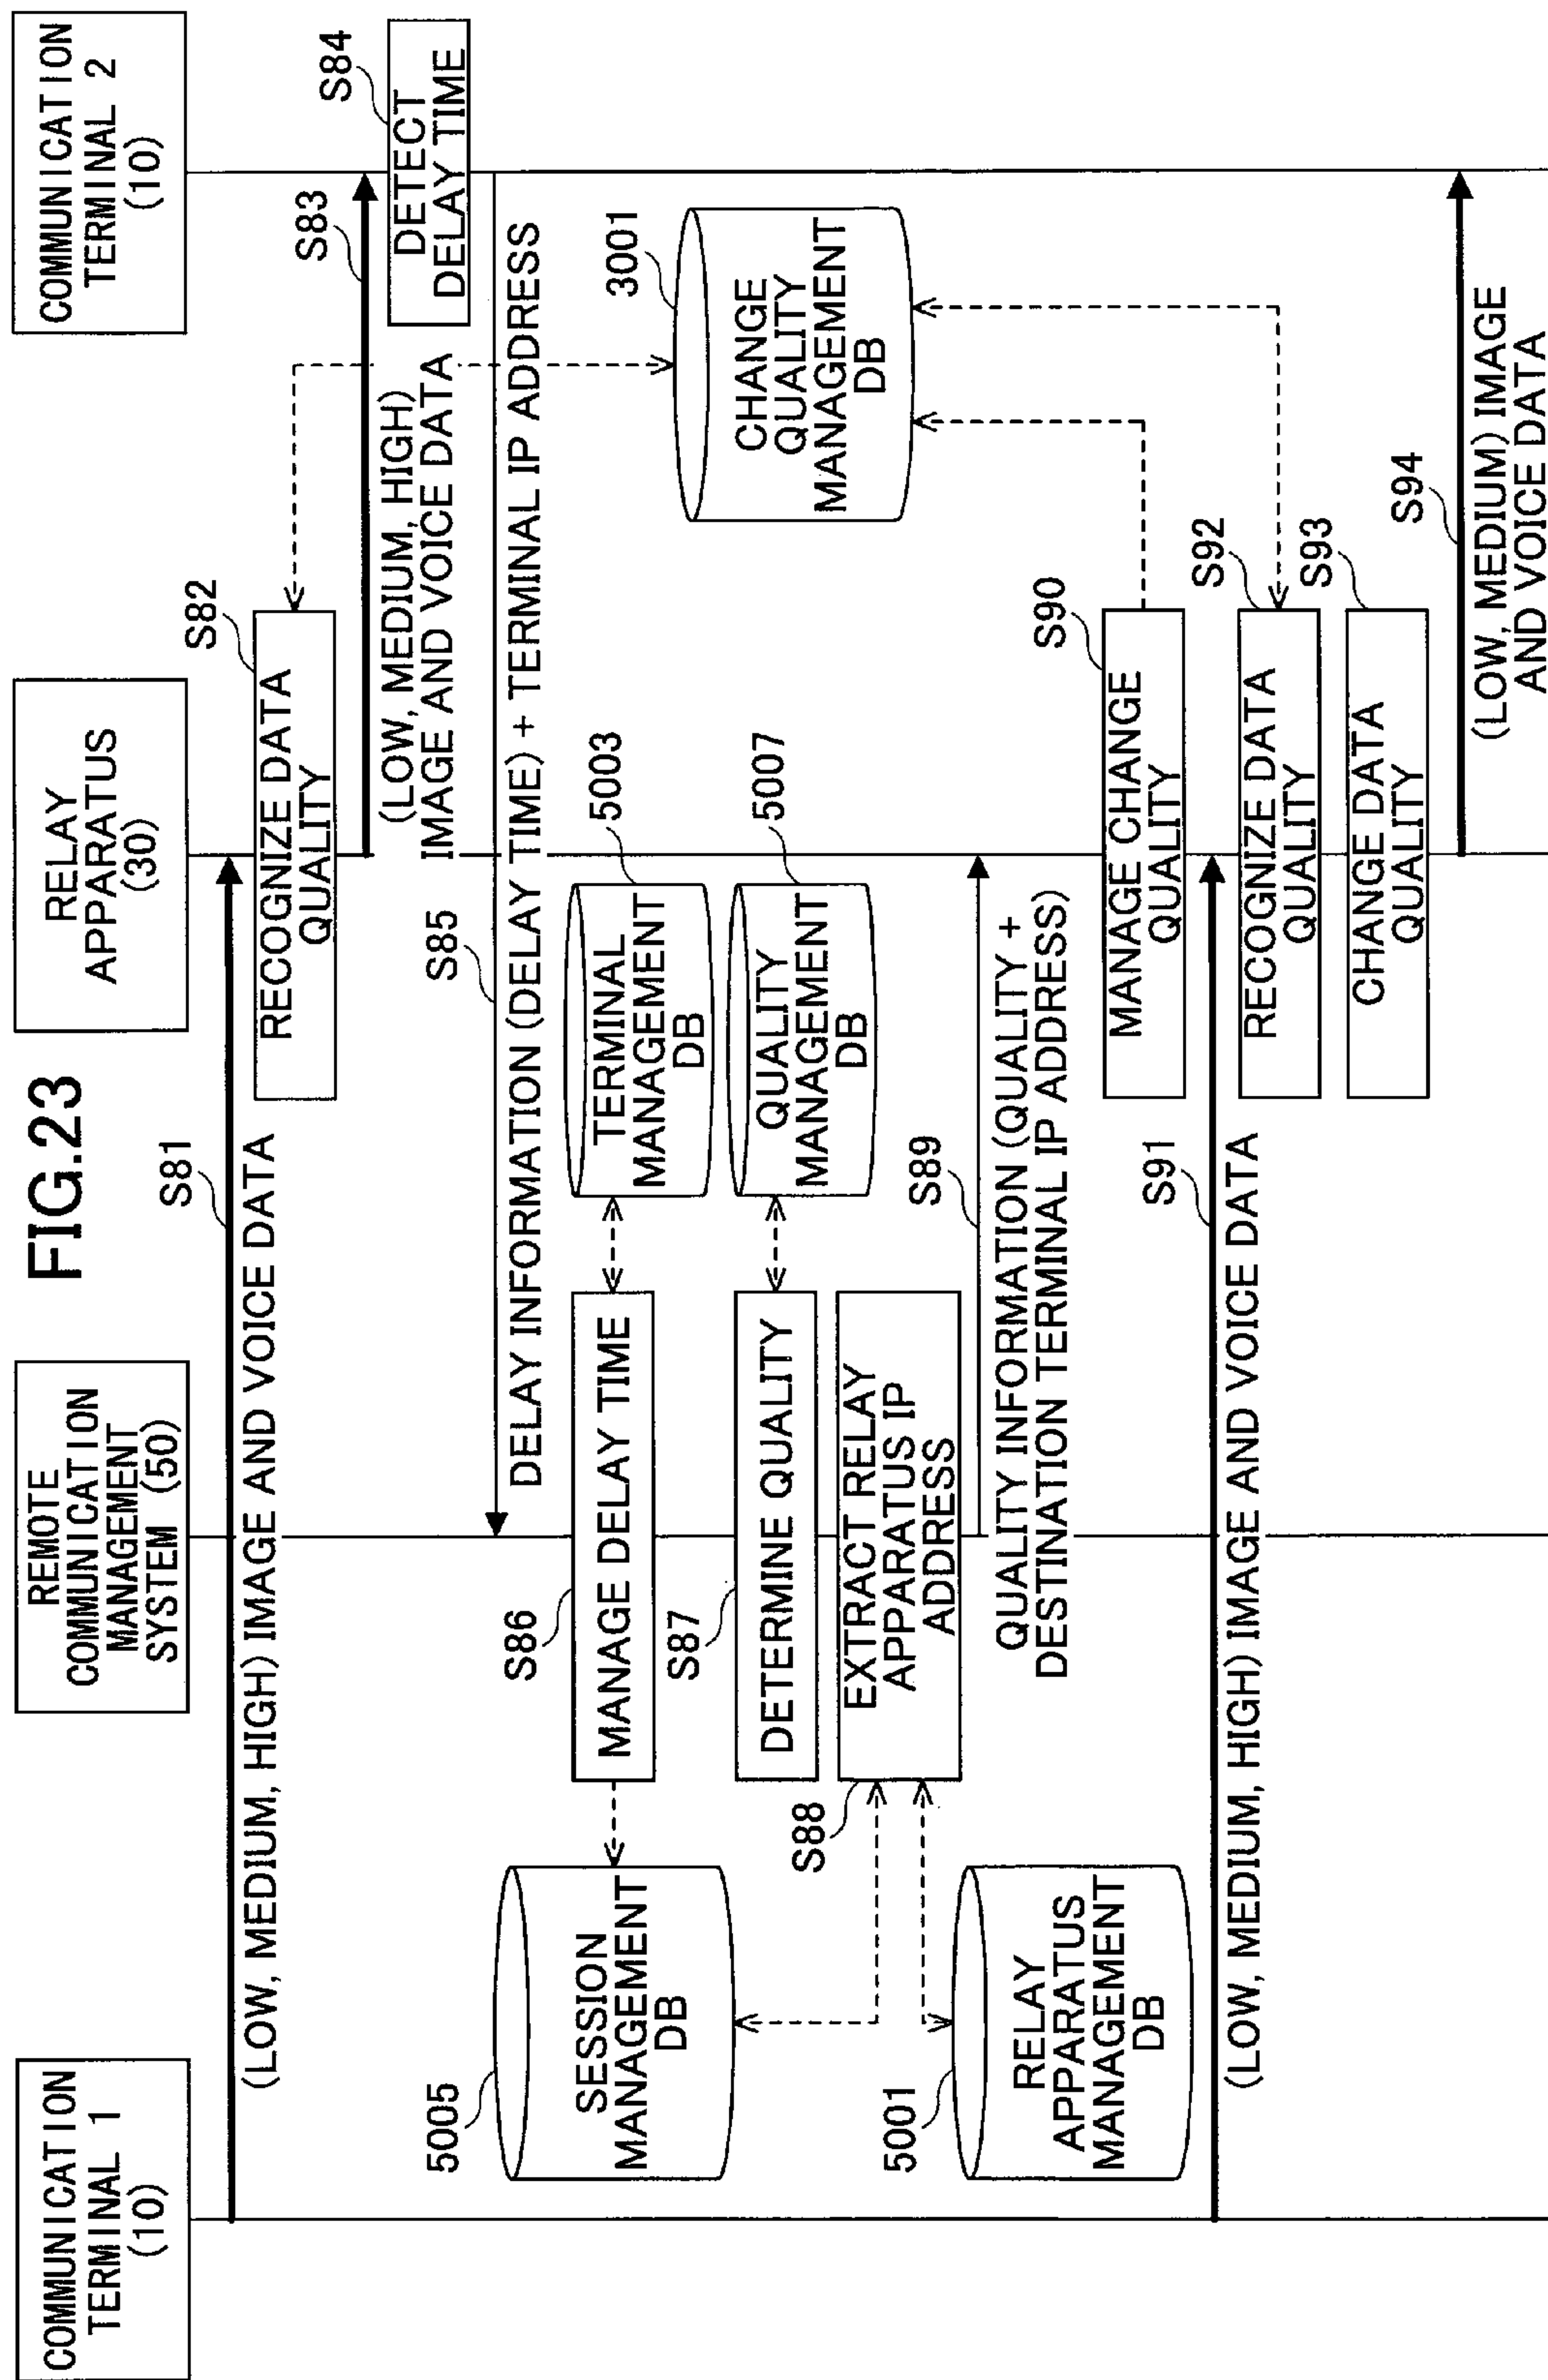 FIG.23
COMMUNICATION
TERMINAL 1
(10)
REMOTE
COMMUNICATION
MANAGEMENT
SYSTEM (50)
RELAY
APPARATUS
(30)
COMMUNICATION
TERMINAL 2
(10)
S81
(LOW, MEDIUM, HIGH) IMAGE AND VOICE DATA
S82
RECOGNIZE DATA
QUALITY
S83
(LOW, MEDIUM, HIGH)
IMAGE AND VOICE DATA
S84
DETECT
DELAY TIME
S85
DELAY INFORMATION (DELAY TIME) + TERMINAL IP ADDRESS
5005
SESSION
MANAGEMENT
DB
S86
MANAGE DELAY TIME
5003
TERMINAL
MANAGEMENT
DB
3001
CHANGE
QUALITY
MANAGEMENT
DB
S87
DETERMINE QUALITY
5007
QUALITY
MANAGEMENT
DB
S88
EXTRACT RELAY
APPARATUS IP
ADDRESS
5001
RELAY
APPARATUS
MANAGEMENT
DB
S89
QUALITY INFORMATION (QUALITY +
DESTINATION TERMINAL IP ADDRESS)
S90
MANAGE CHANGE
QUALITY
S91
(LOW, MEDIUM, HIGH) IMAGE AND VOICE DATA
S92
RECOGNIZE DATA
QUALITY
S93
CHANGE DATA
QUALITY
S94
(LOW, MEDIUM) IMAGE
AND VOICE DATA